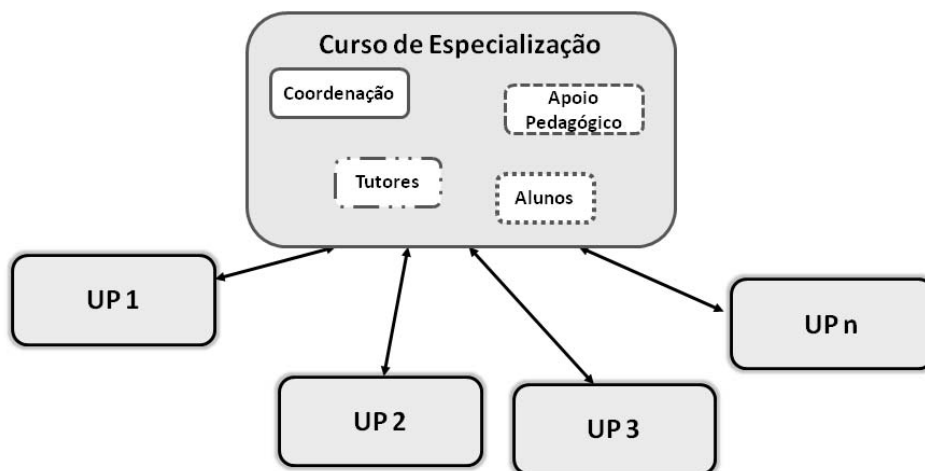 Curso de Especialização
Coordenação
Apoio
Pedagógico
Tutores
Alunos
UP 1
UP 2
UP 3
UP n